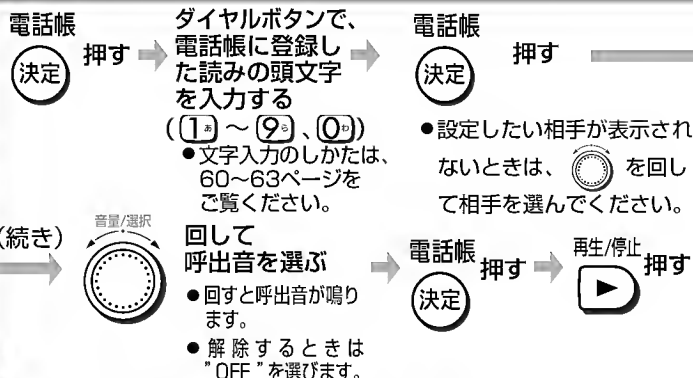 電話帳
決定
押す
ダイヤルボタンで、
電話帳に登録し
た読みの頭文字
を入力する
(1あ～9ら、0わ)
●文字入力のしかたは、
60～63ページを
ご覧ください。
電話帳
決定
押す
●設定したい相手が表示され
ないときは、を回し
て相手を選んでください。
(続き)
音量/選択
回して
呼出音を選ぶ
●回すと呼出音が鳴り
ます。
●解除するときは
"OFF"を選びます。
電話帳
決定
押す
再生/停止
押す